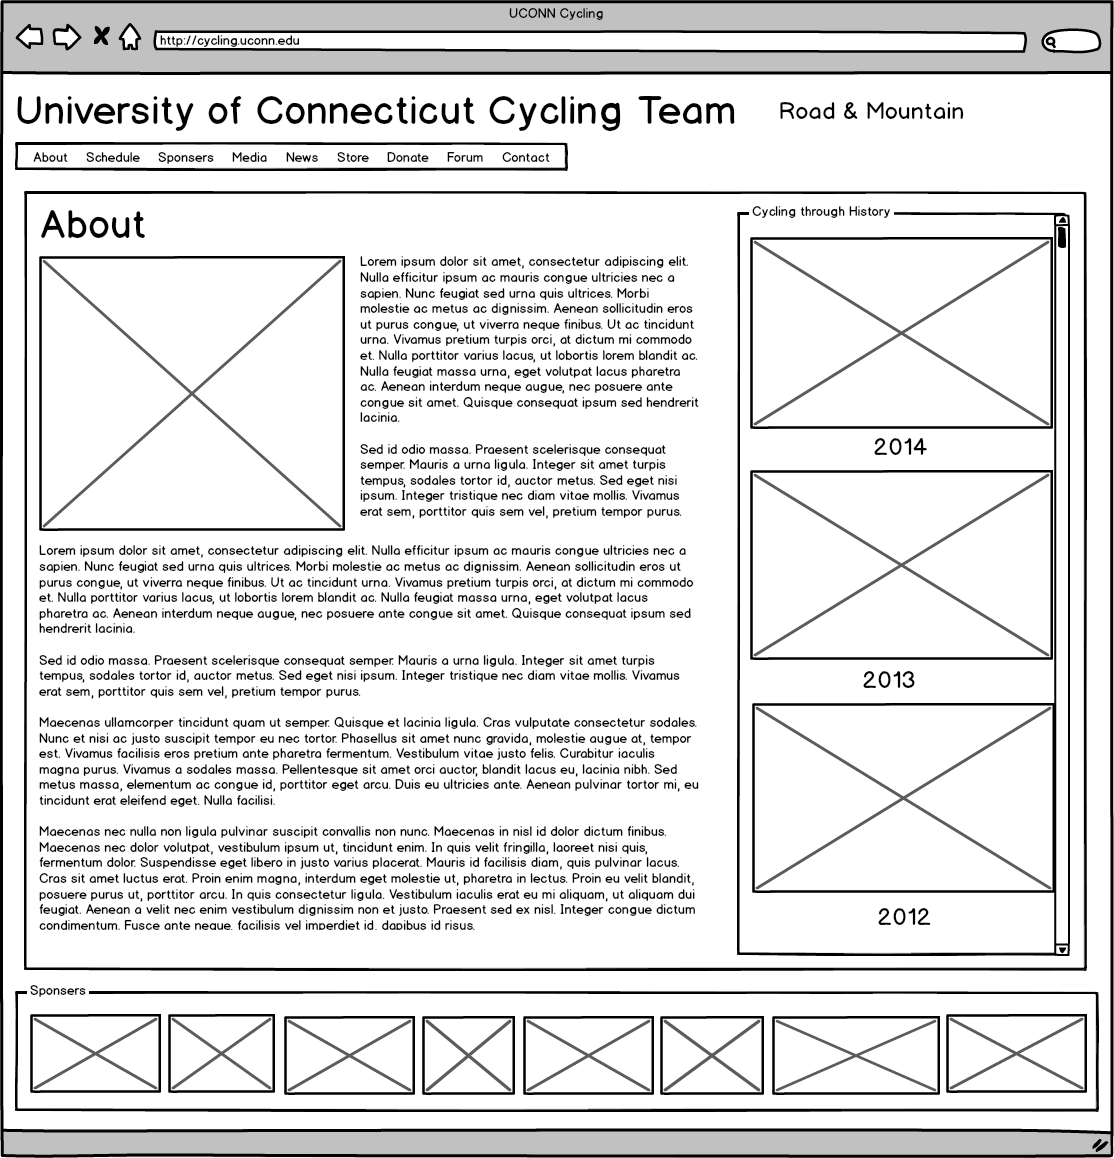 UCONN Cycling
http://cycling.uconn.edu
University of Connecticut Cycling Team
Road & Mountain
About Schedule Sponsers Media News Store Donate Forum Contact
About
Lorem ipsum dolor sit amet, consectetur adipiscing elit.
Nulla efficitur ipsum ac mauris congue ultricies nec a
sapien. Nunc feugiat sed urna quis ultrices. Morbi
molestie ac metus ac dignissim. Aenean sollicitudin eros
ut purus congue, ut viverra neque finibus. Ut ac tincidunt
urna. Vivamus pretium turpis orci, at dictum mi commodo
et. Nulla porttitor varius lacus, ut lobortis lorem blandit ac.
Nulla feugiat massa urna, eget volutpat lacus pharetra
ac. Aenean interdum neque augue, nec posuere ante
congue sit amet. Quisque consequat ipsum sed hendrerit
lacinia.
Sed id odio massa. Praesent scelerisque consequat
semper. Mauris a urna ligula. Integer sit amet turpis
tempus, sodales tortor id, auctor metus. Sed eget nisi
ipsum. Integer tristique nec diam vitae mollis. Vivamus
erat sem, porttitor quis sem vel, pretium tempor purus.
Lorem ipsum dolor sit amet, consectetur adipiscing elit. Nulla efficitur ipsum ac mauris congue ultricies nec a
sapien. Nunc feugiat sed urna quis ultrices. Morbi molestie ac metus ac dignissim. Aenean sollicitudin eros ut
purus congue, ut viverra neque finibus. Ut ac tincidunt urna. Vivamus pretium turpis orci, at dictum mi commodo
et. Nulla porttitor varius lacus, ut lobortis lorem blandit ac. Nulla feugiat massa urna, eget volutpat lacus
pharetra ac. Aenean interdum neque augue, nec posuere ante congue sit amet. Quisque consequat ipsum sed
hendrerit lacinia.
Sed id odio massa. Praesent scelerisque consequat semper. Mauris a urna ligula. Integer sit amet turpis
tempus, sodales tortor id, auctor metus. Sed eget nisi ipsum. Integer tristique nec diam vitae mollis. Vivamus
erat sem, porttitor quis sem vel, pretium tempor purus.
Maecenas ullamcorper tincidunt quam ut semper. Quisque et lacinia ligula. Cras vulputate consectetur sodales.
Nunc et nisi ac justo suscipit tempor eu nec tortor. Phasellus sit amet nunc gravida, molestie augue at, tempor
est. Vivamus facilisis eros pretium ante pharetra fermentum. Vestibulum vitae justo felis. Curabitur iaculis
magna purus. Vivamus a sodales massa. Pellentesque sit amet orci auctor, blandit lacus eu, lacinia nibh. Sed
metus massa, elementum ac congue id, porttitor eget arcu. Duis eu ultricies ante. Aenean pulvinar tortor mi, eu
tincidunt erat eleifend eget. Nulla facilisi.
Maecenas nec nulla non ligula pulvinar suscipit convallis non nunc. Maecenas in nisl id dolor dictum finibus.
Maecenas nec dolor volutpat, vestibulum ipsum ut, tincidunt enim. In quis velit fringilla, laoreet nisi quis,
fermentum dolor. Suspendisse eget libero in justo varius placerat. Mauris id facilisis diam, quis pulvinar lacus.
Cras sit amet luctus erat. Proin enim magna, interdum eget molestie ut, pharetra in lectus. Proin eu velit blandit,
posuere purus ut, porttitor arcu. In quis consectetur ligula. Vestibulum iaculis erat eu mi aliquam, ut aliquam dui
feugiat. Aenean a velit nec enim vestibulum dignissim non et justo. Praesent sed ex nisl. Integer congue dictum
condimentum. Fusce ante neque, facilisis vel imperdiet id, dapibus id risus.
Cycling through History
2014
2013
2012
Sponsers